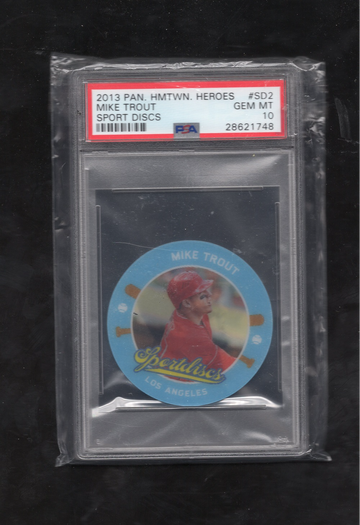 2013 PAN. HMTWN. HEROES #SD2
MIKE TROUT GEM MT
SPORT DISCS 10
PSA 28621748
MIKE TROUT
Sportdiscs
LOS ANGELES